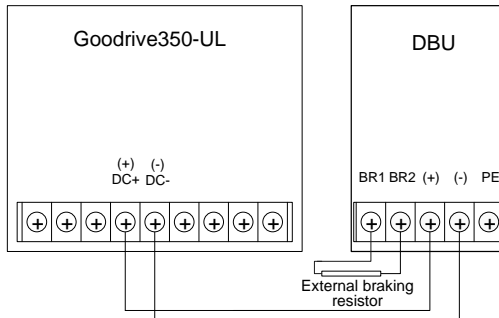 Goodrive350-UL
DBU
(+) (-)
DC+ DC-
BR1 BR2 (+) (-) PE
External braking
resistor